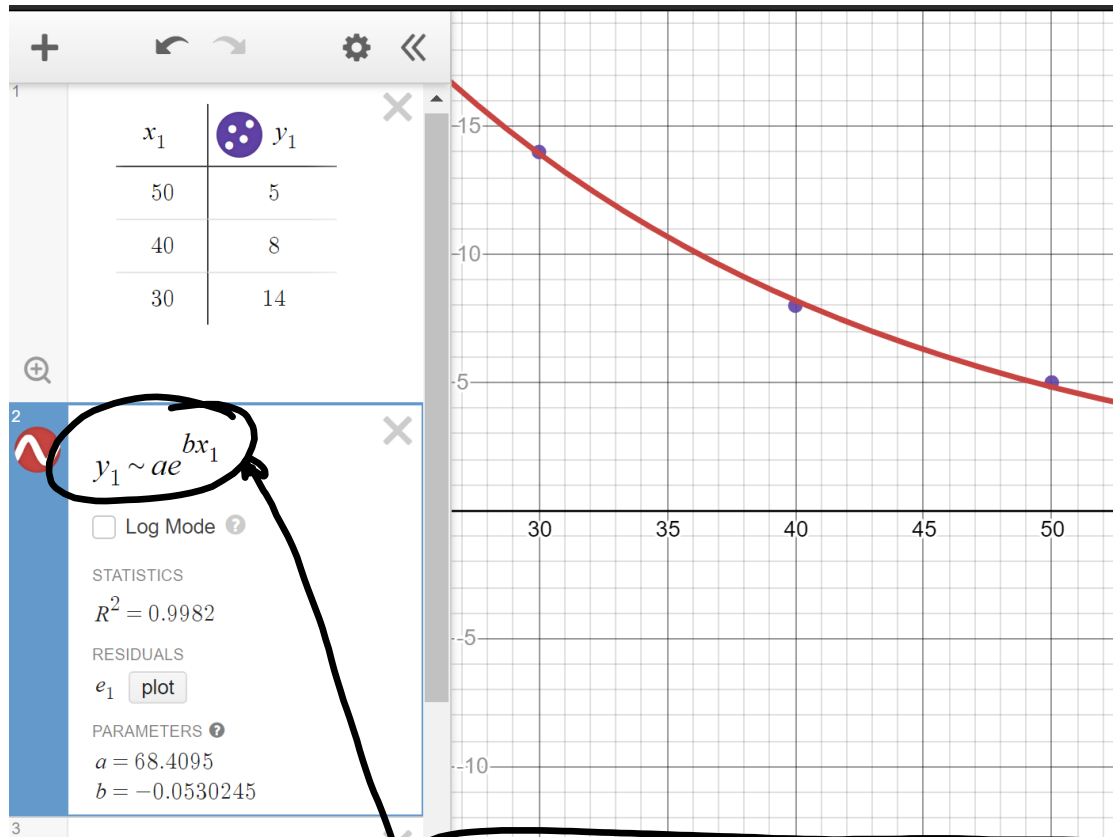 1
x₁ y₁
50 5
40 8
30 14
2
y₁ ~ ae^{bx₁}
Log Mode ?
STATISTICS
R² = 0.9982
RESIDUALS
e₁ plot
PARAMETERS ?
a = 68.4095
b = −0.0530245
3
15
10
5
30 35 40 45 50
-5
-10